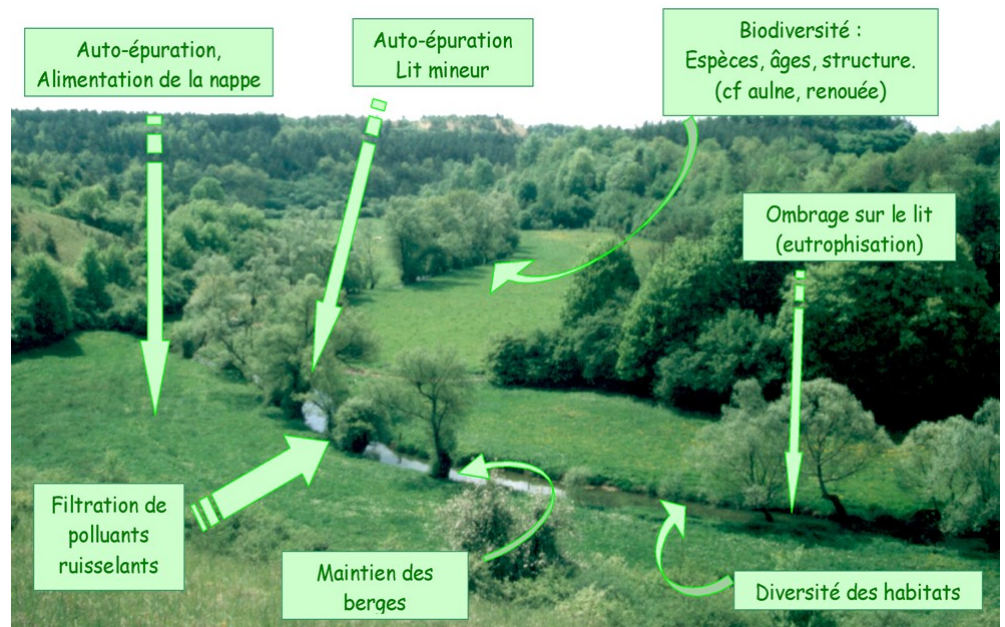 Auto-épuration,
Alimentation de la nappe
Auto-épuration
Lit mineur
Biodiversité :
Espèces, âges, structure.
(cf aulne, renouée)
Ombrage sur le lit
(eutrophisation)
Filtration de
polluants
ruisselants
Maintien des
berges
Diversité des habitats